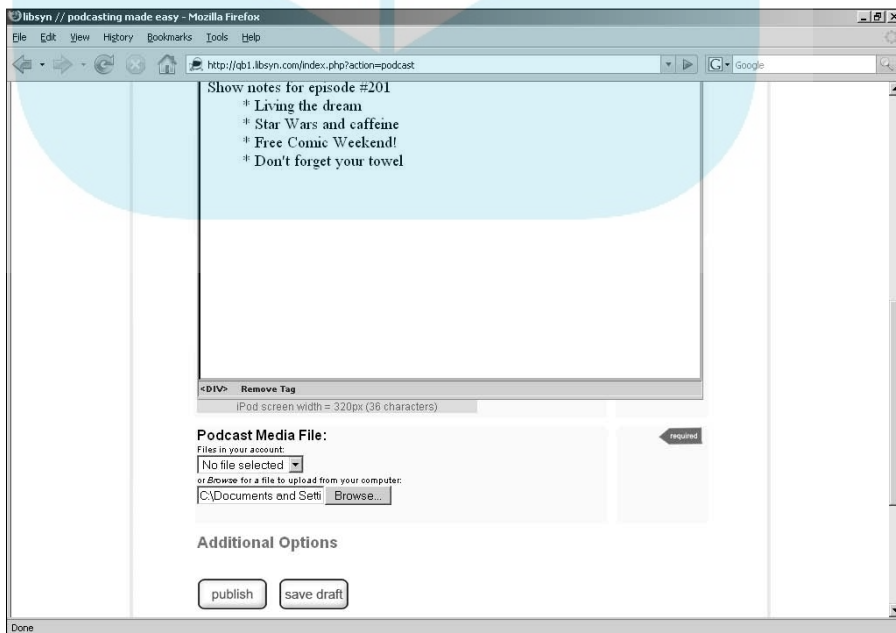 libsyn // podcasting made easy - Mozilla Firefox
File Edit View History Bookmarks Tools Help
http://qb1.libsyn.com/index.php?action=podcast
Google
Show notes for episode #201
* Living the dream
* Star Wars and caffeine
* Free Comic Weekend!
* Don't forget your towel
<DIV> Remove Tag
iPod screen width = 320px (36 characters)
Podcast Media File:
required
Files in your account:
No file selected
or Browse for a file to upload from your computer:
C:\Documents and Setti Browse...
Additional Options
publish save draft
Done